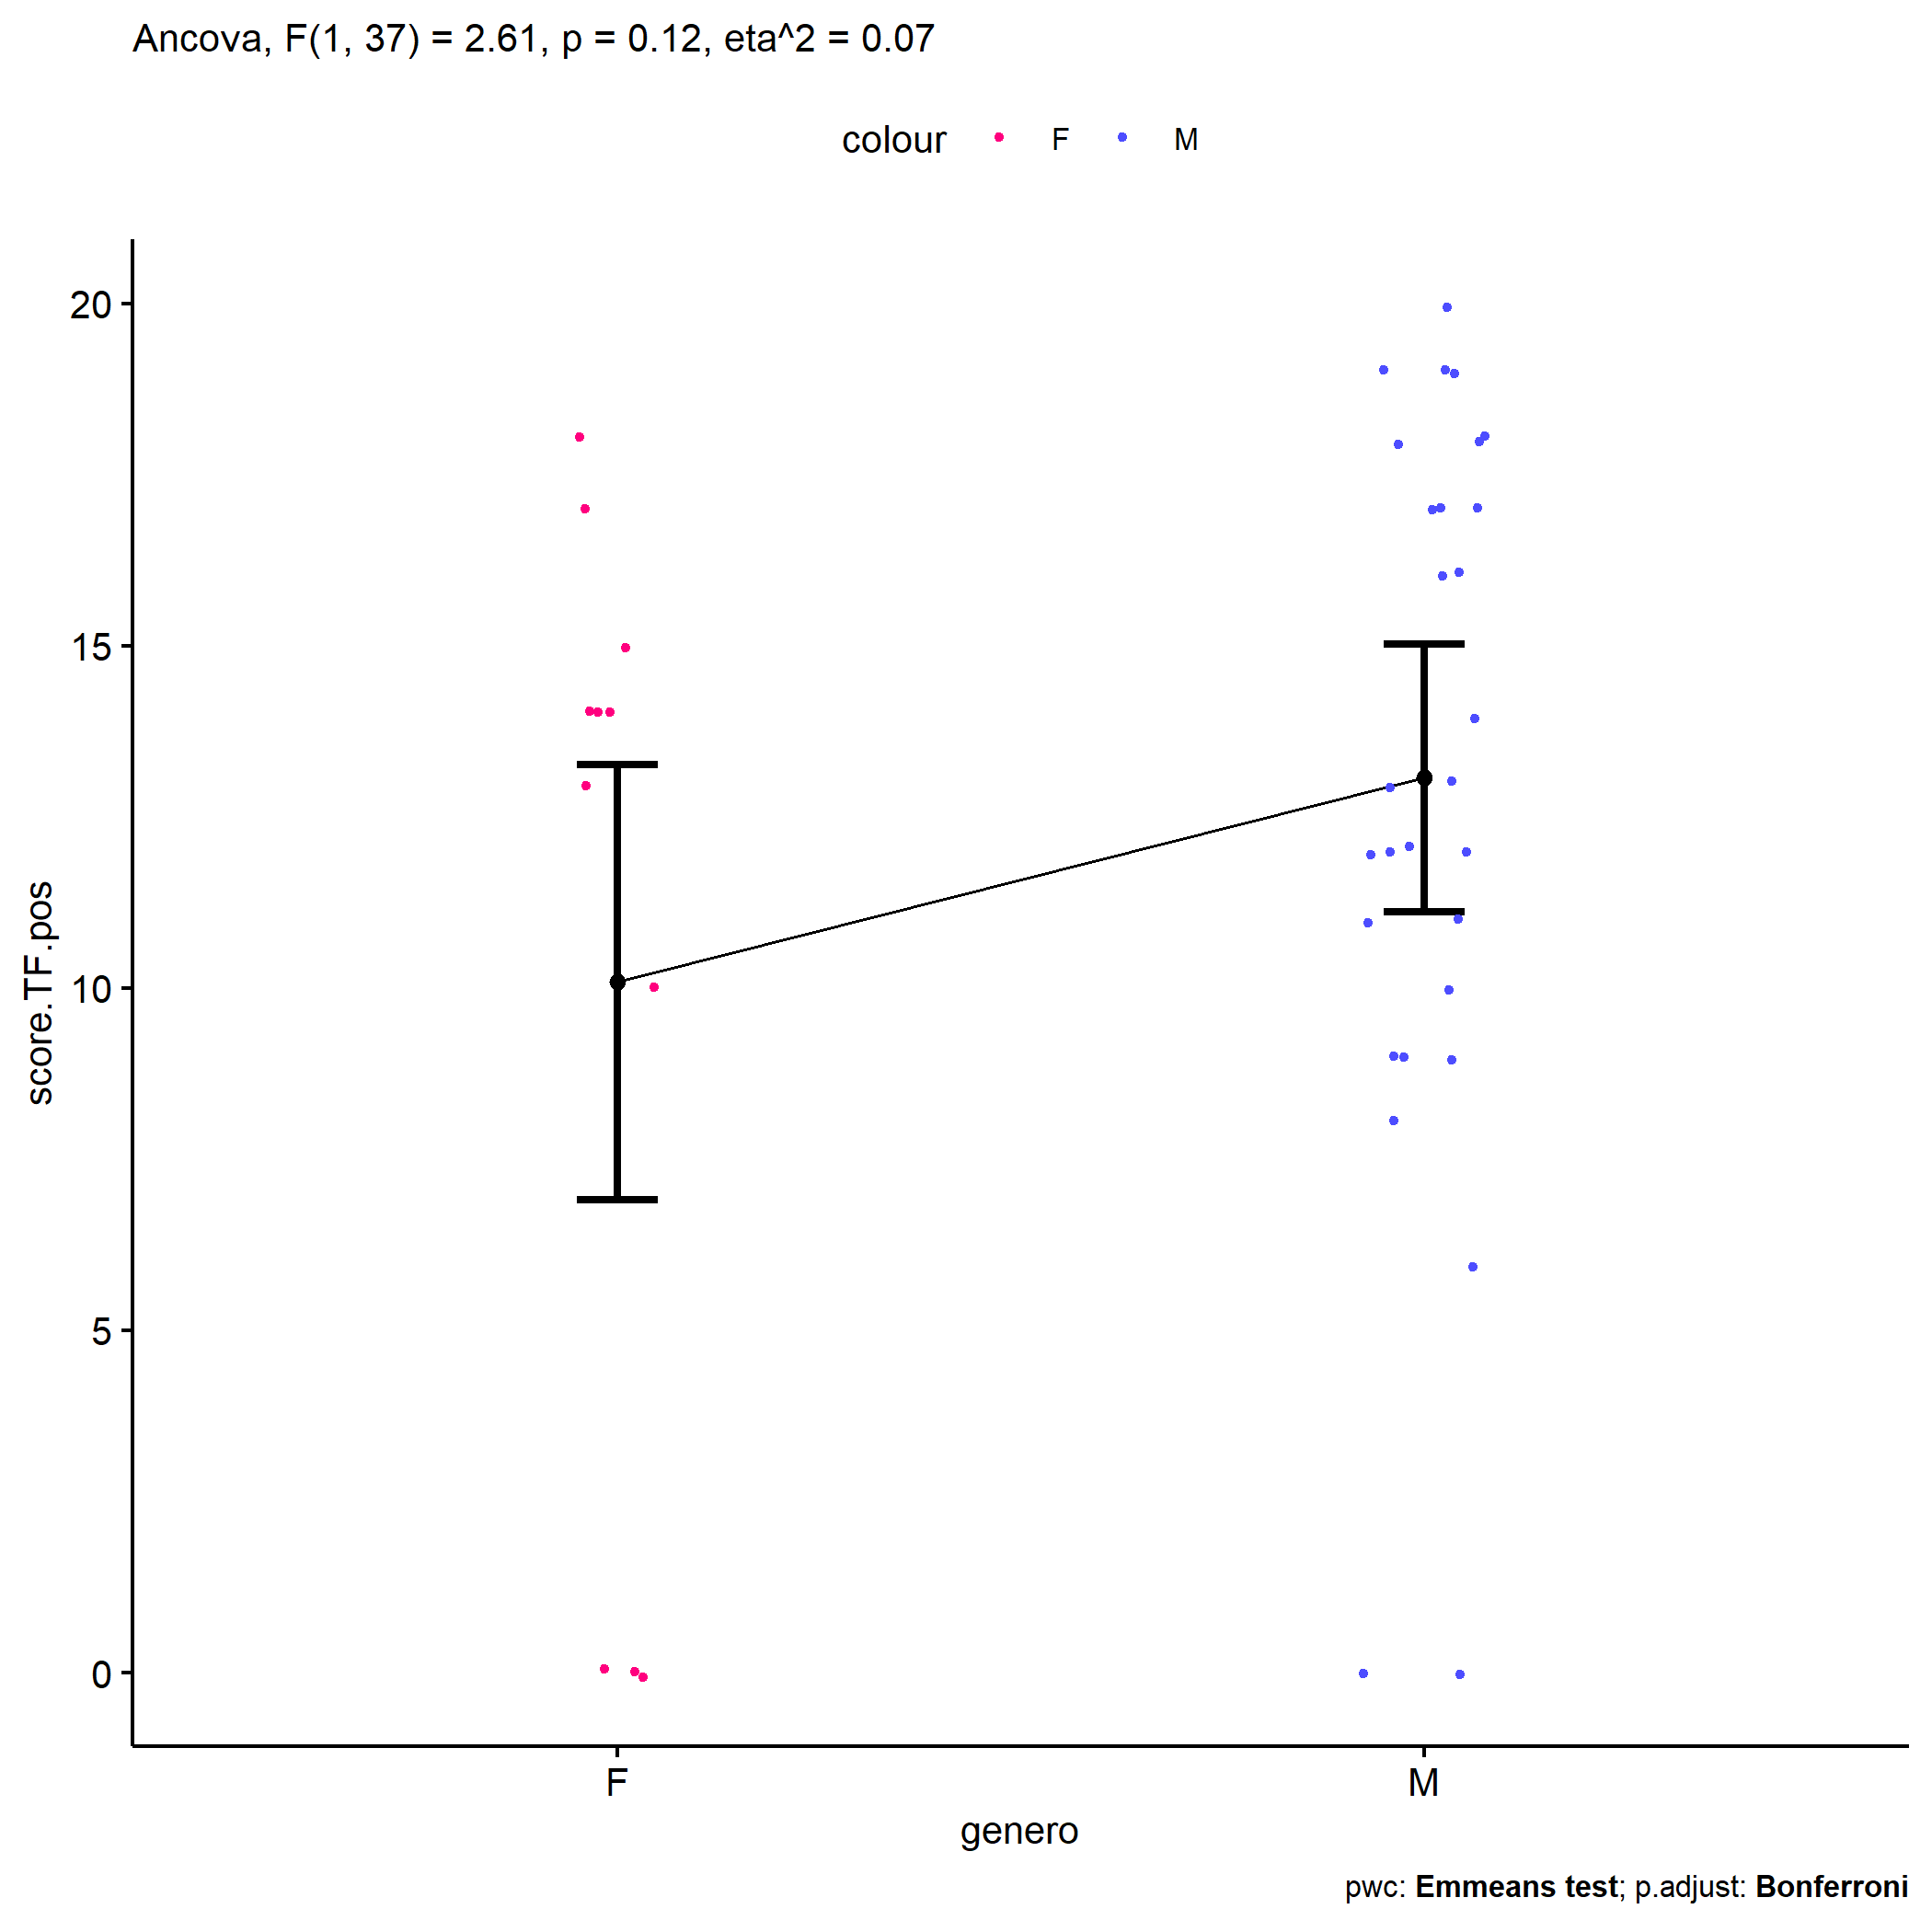 Ancova, F(1, 37) = 2.61, p = 0.12, eta^2 = 0.07
colour F M
20
15
10
5
0
score.TF.pos
F M
genero
pwc: Emmeans test; p.adjust: Bonferroni